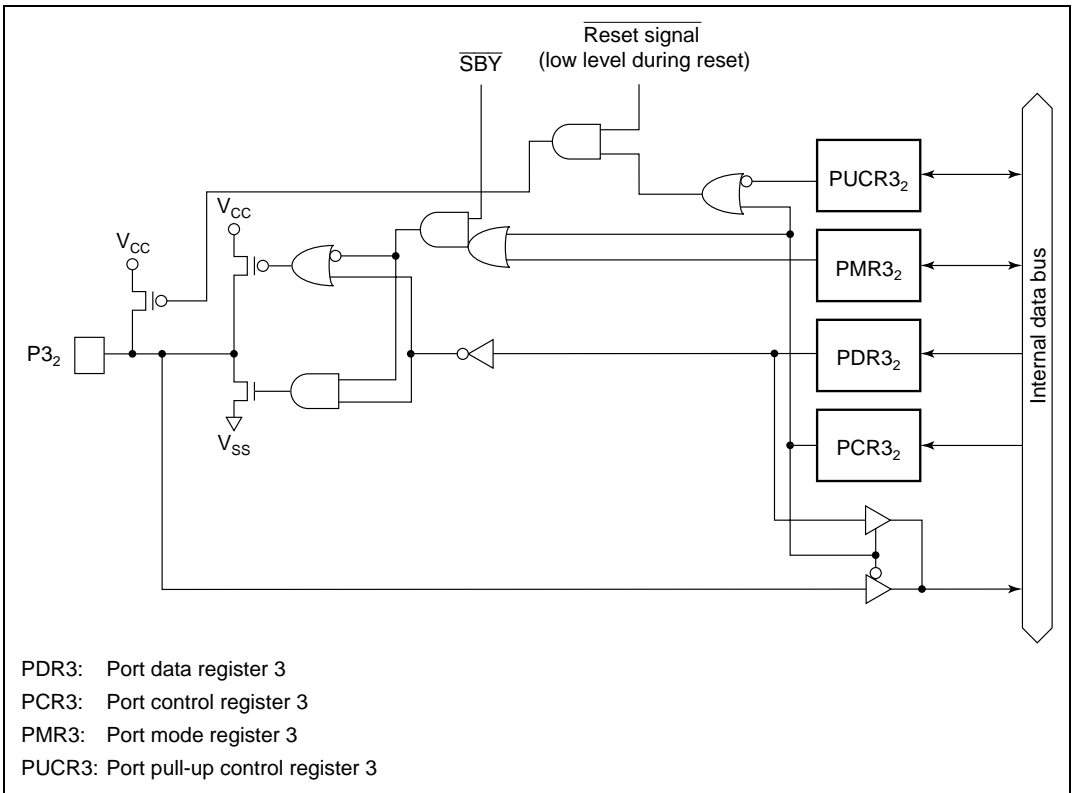 Reset signal
(low level during reset)
SBY
PUCR3₂
V_CC
V_CC
PMR3₂
P3₂
PDR3₂
Internal data bus
V_SS
PCR3₂
PDR3: Port data register 3
PCR3: Port control register 3
PMR3: Port mode register 3
PUCR3: Port pull-up control register 3